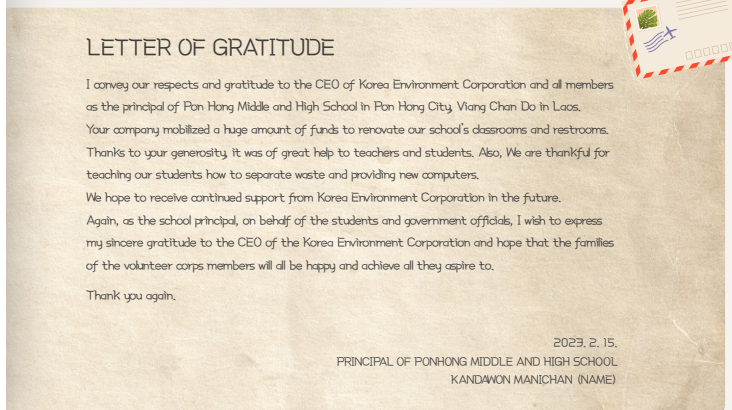 LETTER OF GRATITUDE
I convey our respects and gratitude to the CEO of Korea Environment Corporation and all members
as the principal of Pon Hong Middle and High School in Pon Hong City, Viang Chan Do in Laos.
Your company mobilized a huge amount of funds to renovate our school's classrooms and restrooms.
Thanks to your generosity, it was of great help to teachers and students. Also, We are thankful for
teaching our students how to separate waste and providing new computers.
We hope to receive continued support from Korea Environment Corporation in the future.
Again, as the school principal, on behalf of the students and government officials, I wish to express
my sincere gratitude to the CEO of the Korea Environment Corporation and hope that the families
of the volunteer corps members will all be happy and achieve all they aspire to.
Thank you again.
2023. 2. 15.
PRINCIPAL OF PONHONG MIDDLE AND HIGH SCHOOL
KANDAWON MANICHAN (NAME)